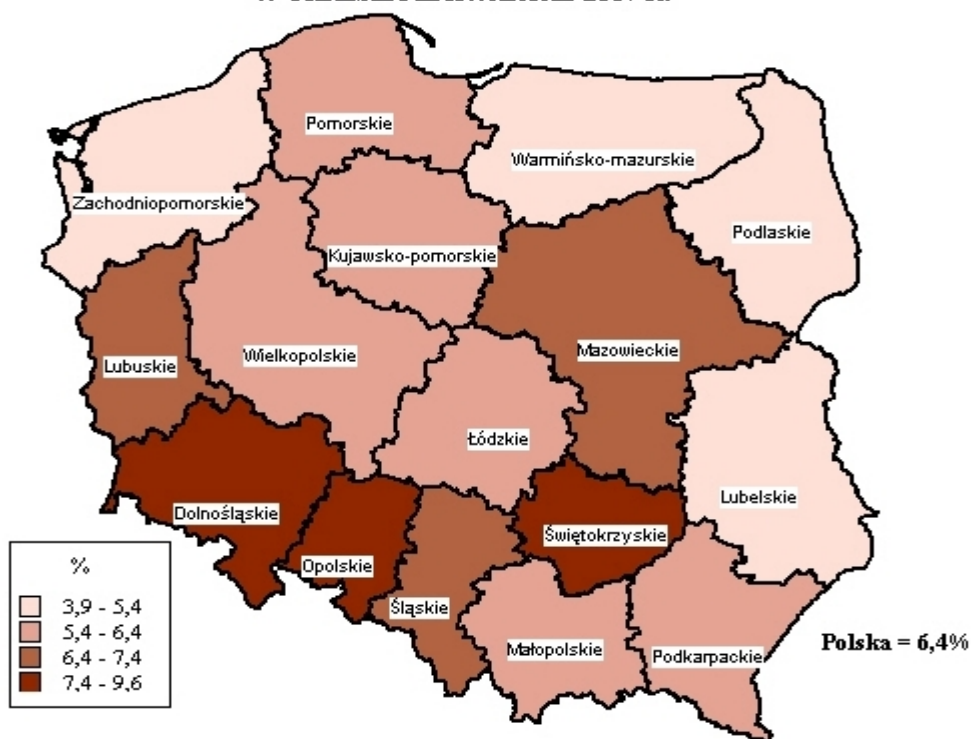 Pomorskie
Warmińsko-mazurskie
Zachodniopomorskie
Podlaskie
Kujawsko-pomorskie
Mazowieckie
Wielkopolskie
Lubuskie
Łódzkie
Lubelskie
Dolnośląskie
Świętokrzyskie
Opolskie
Śląskie
Małopolskie
Podkarpackie
%
3,9 - 5,4
5,4 - 6,4
6,4 - 7,4
7,4 - 9,6
Polska = 6,4%